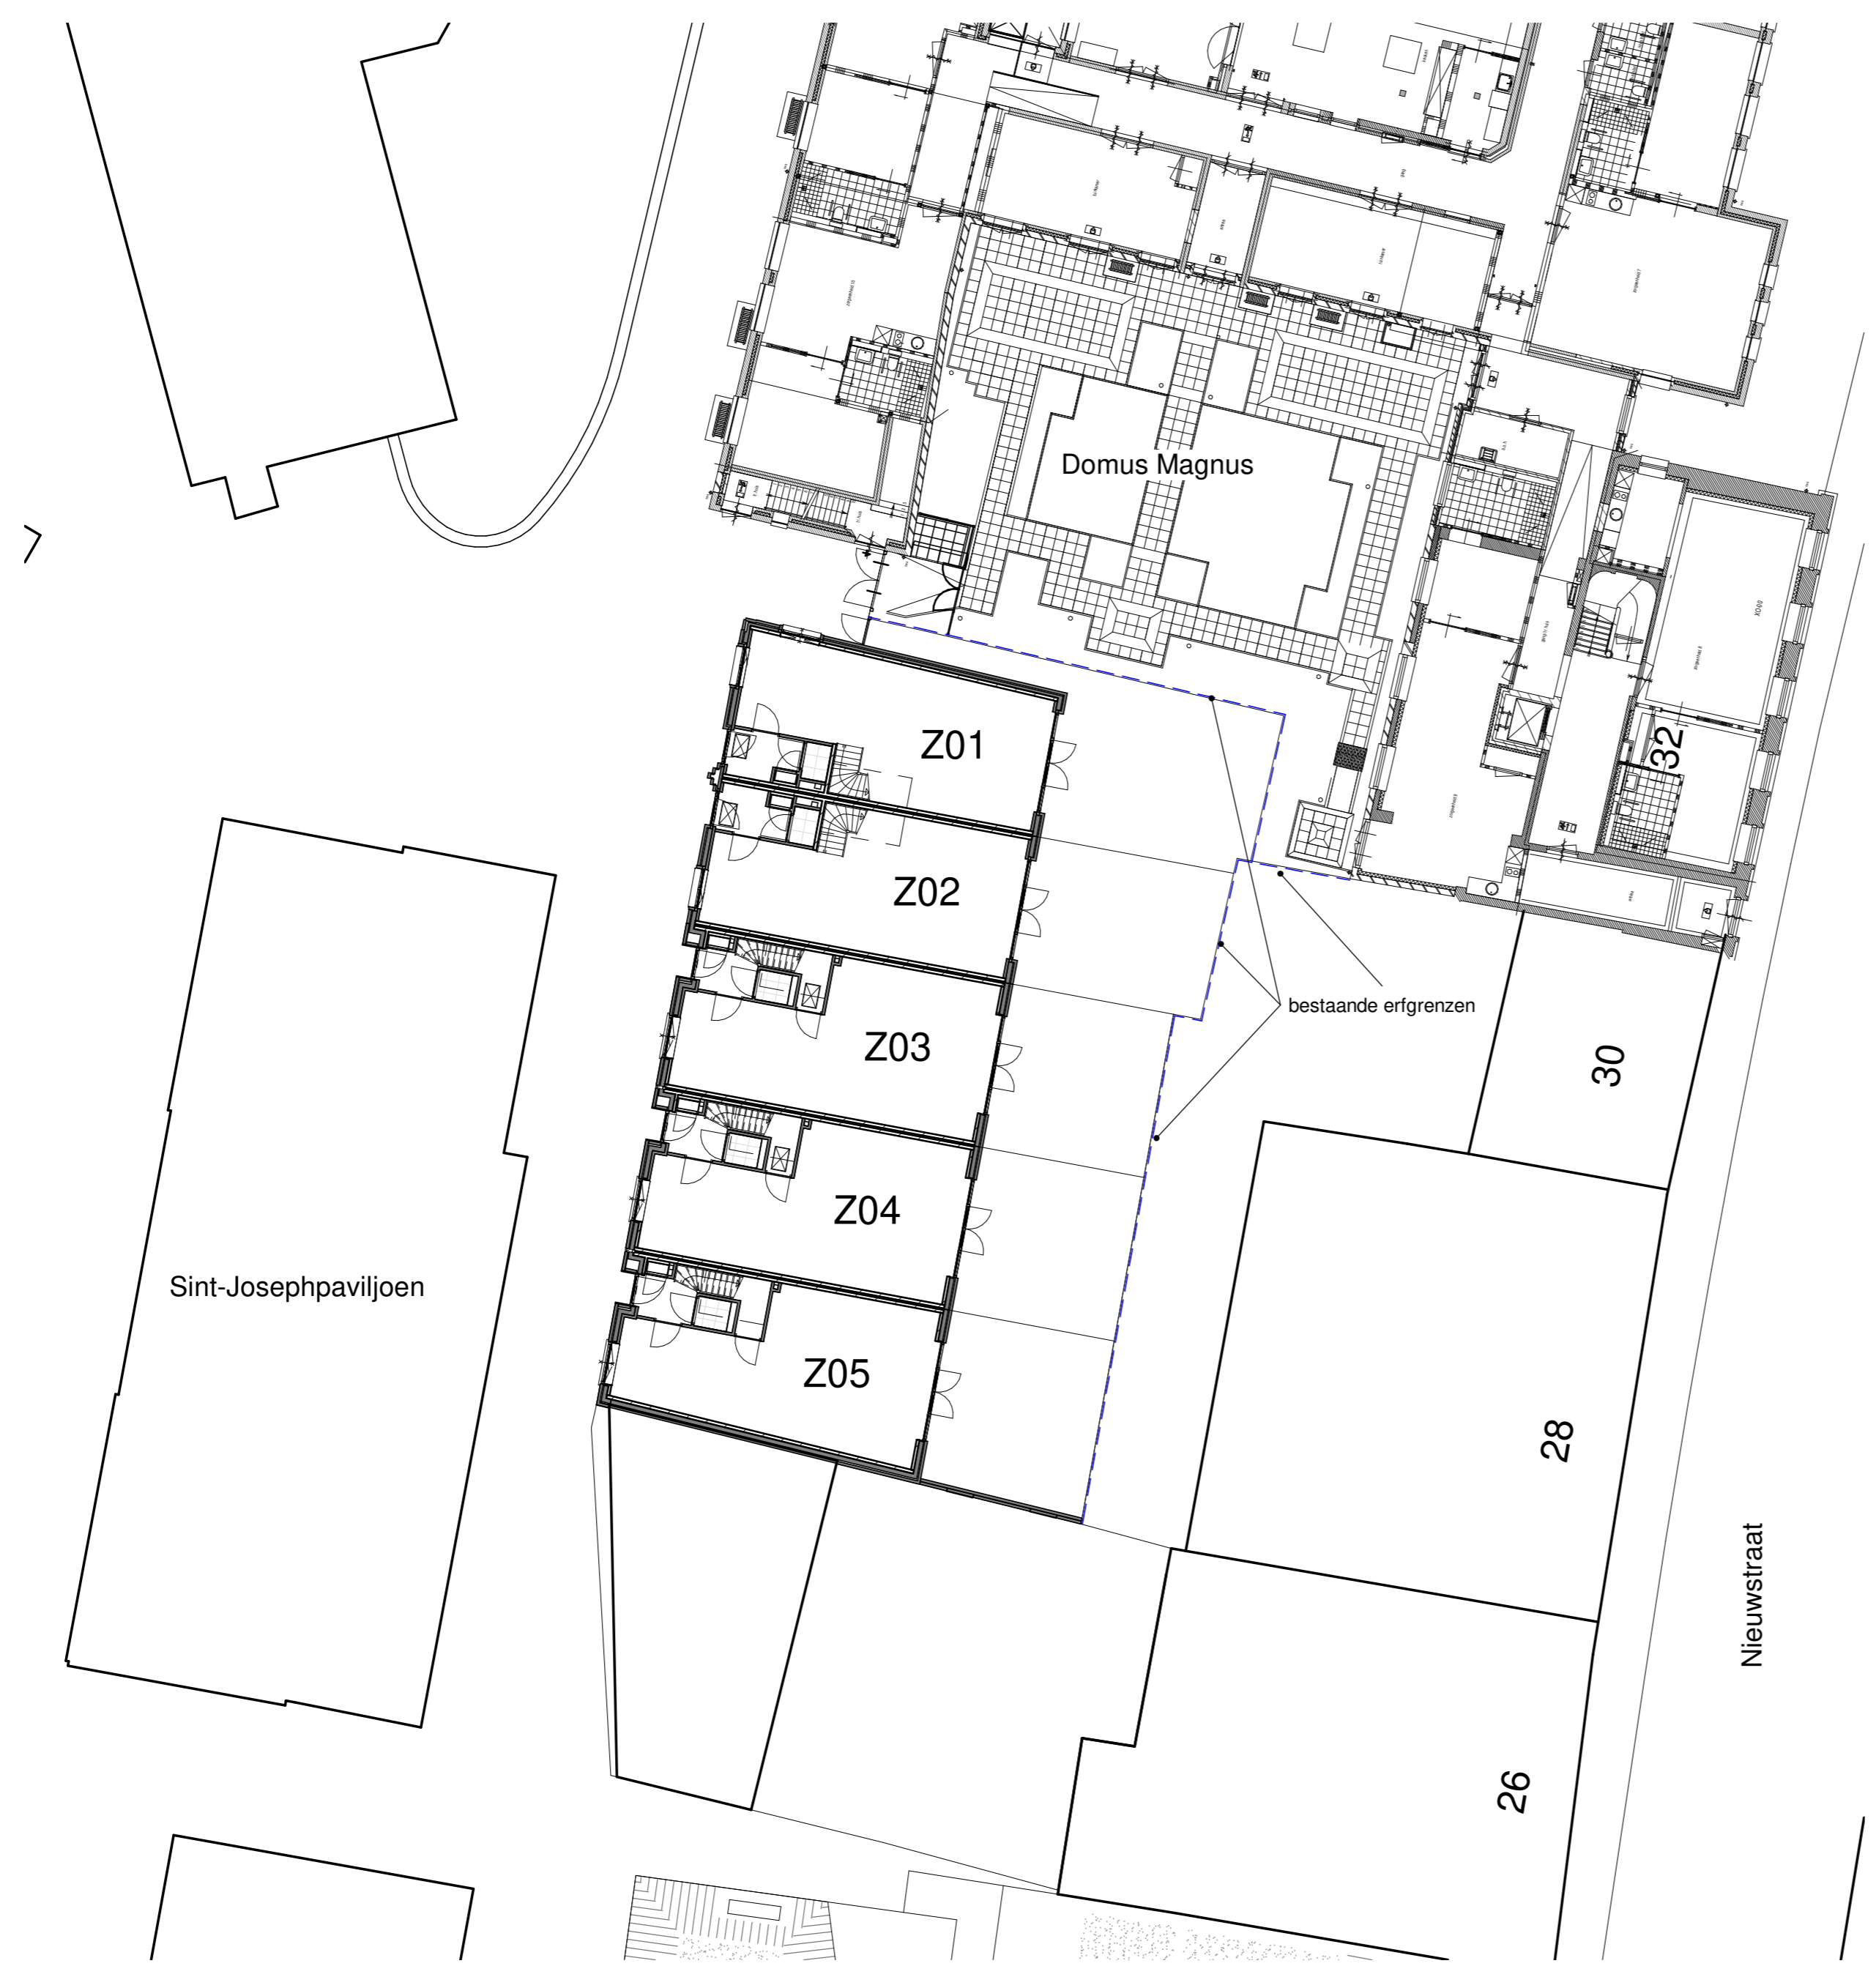 Domus Magnus
Z01
32
Z02
bestaande erfgrenzen
Z03
30
Z04
Sint-Josephpaviljoen
Z05
28
Nieuwstraat
26